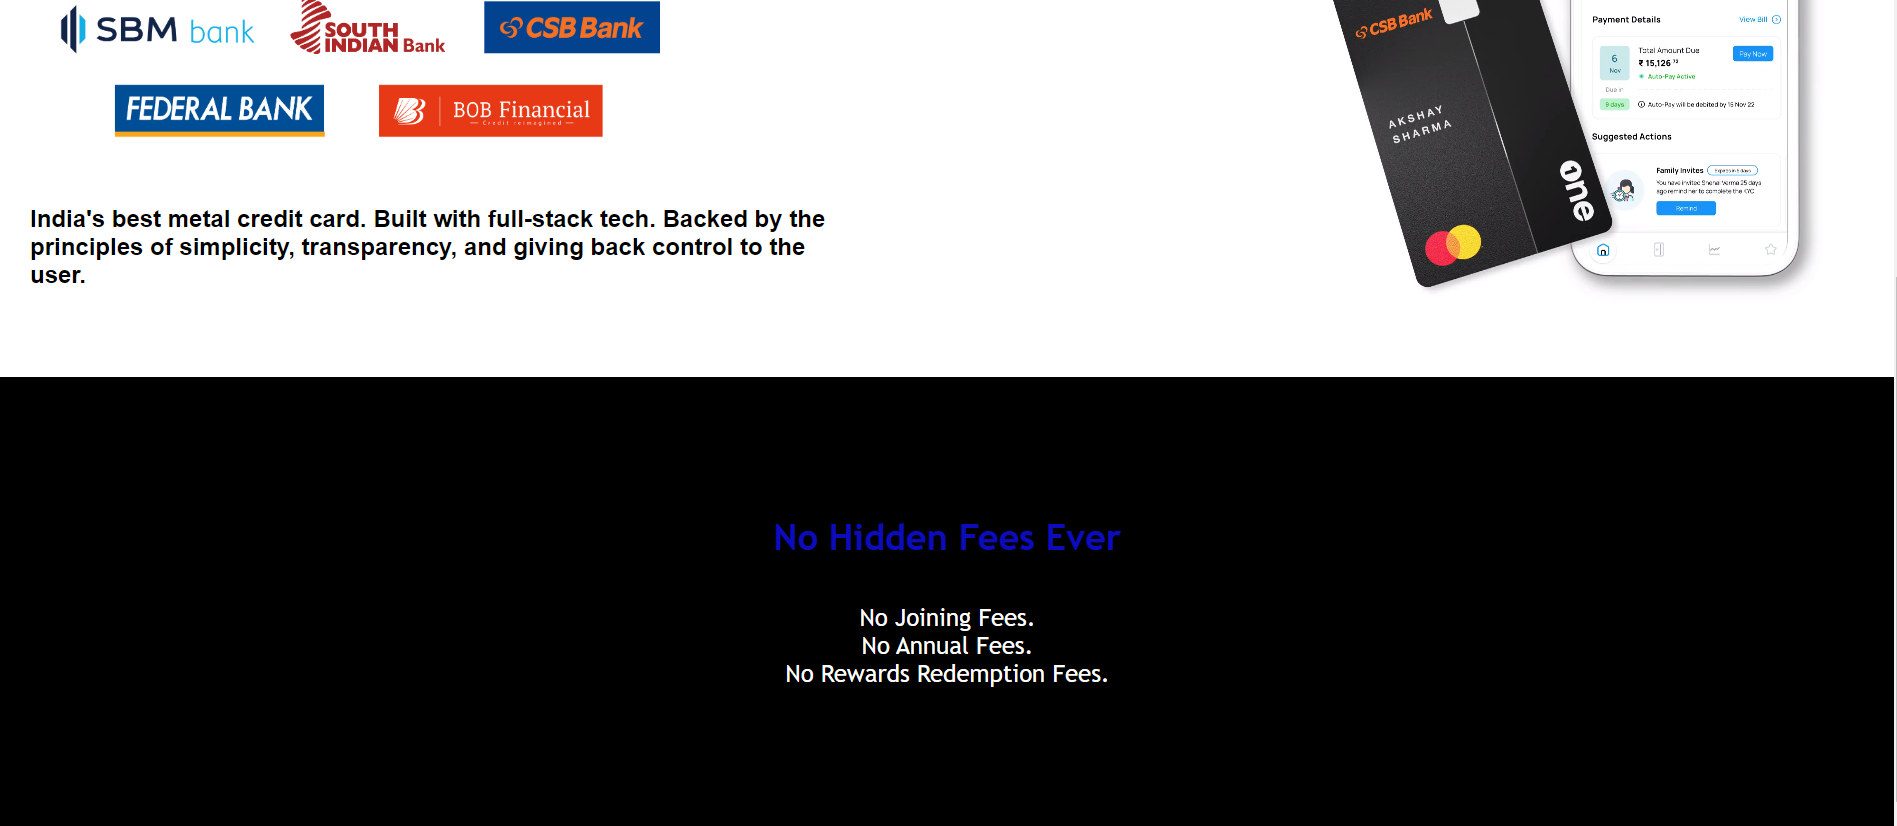 SBM bank
SOUTH
INDIAN Bank
CSB Bank
FEDERAL BANK
BOB Financial
Credit reimagined
India's best metal credit card. Built with full-stack tech. Backed by the
principles of simplicity, transparency, and giving back control to the
user.
CSB Bank
AKSHAY
SHARMA
one
Payment Details
View Bill
6
Nov
Total Amount Due
₹ 15,126
Pay Now
Auto-Pay Active
Due in
9 days
Auto-Pay will be debited by 15 Nov 22
Suggested Actions
Family Invites
Expires in 5 days
You have invited Shenal Verma 25 days
ago remind her to complete the KYC
Remind
No Hidden Fees Ever
No Joining Fees.
No Annual Fees.
No Rewards Redemption Fees.